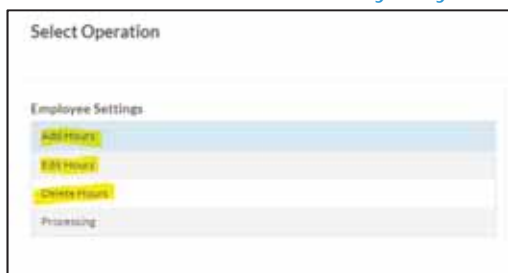 Select Operation
Employee Settings
Add Hours
Edit Hours
Delete Hours
Processing